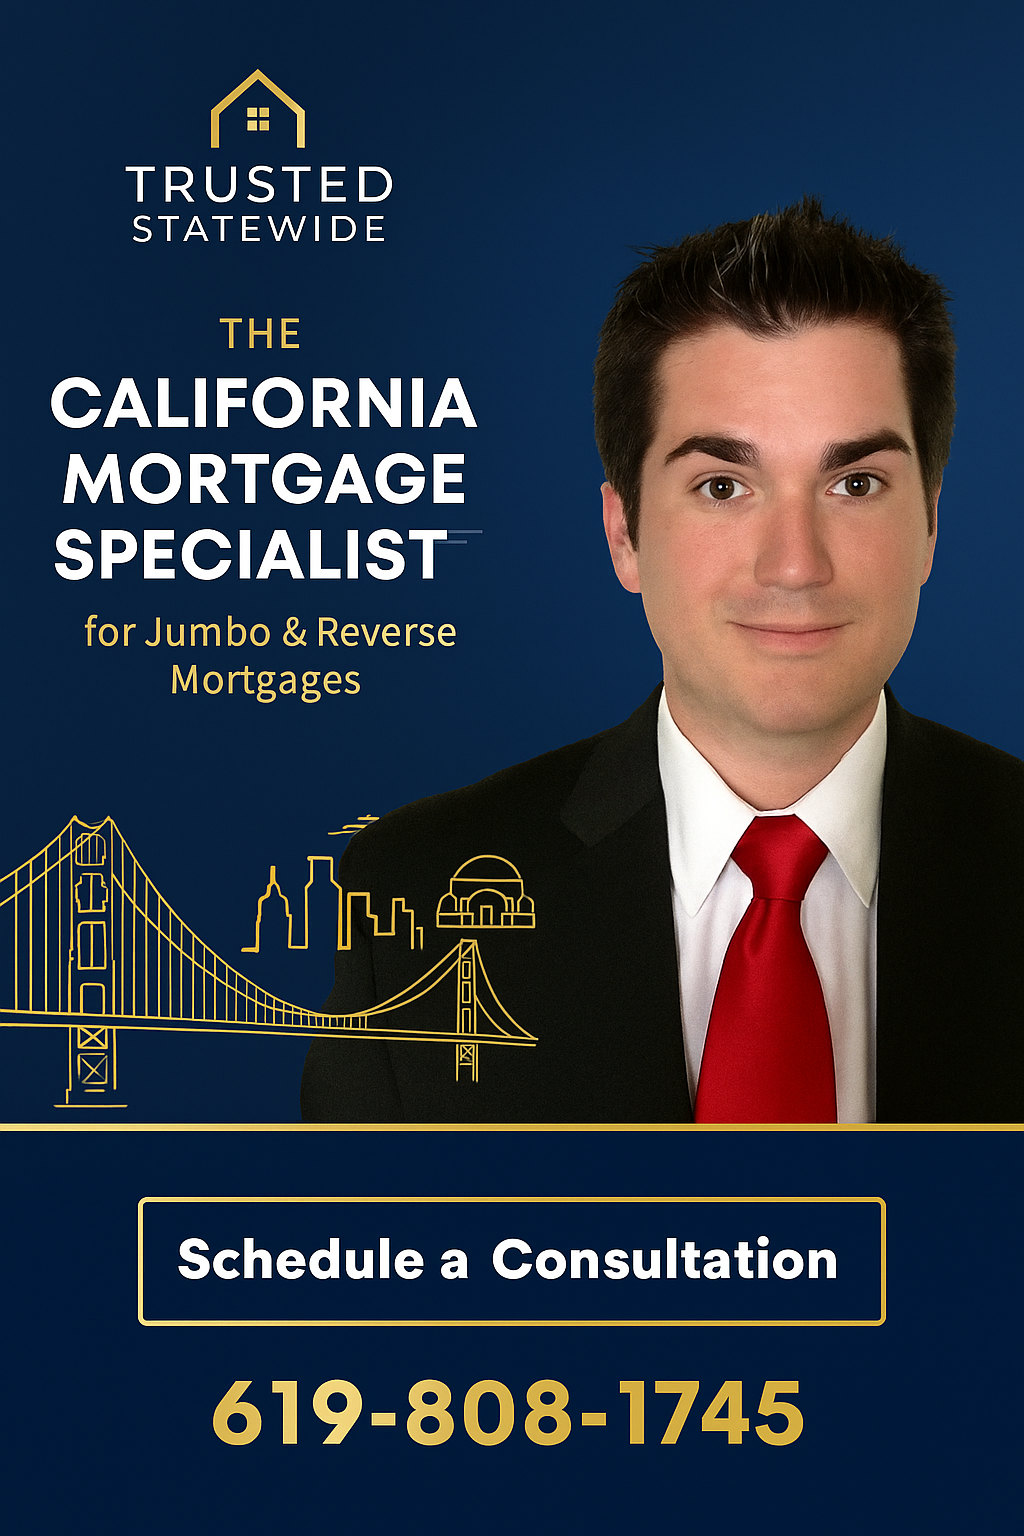 TRUSTED
STATEWIDE
THE
CALIFORNIA
MORTGAGE
SPECIALIST
for Jumbo & Reverse
Mortgages
Schedule a Consultation
619-808-1745